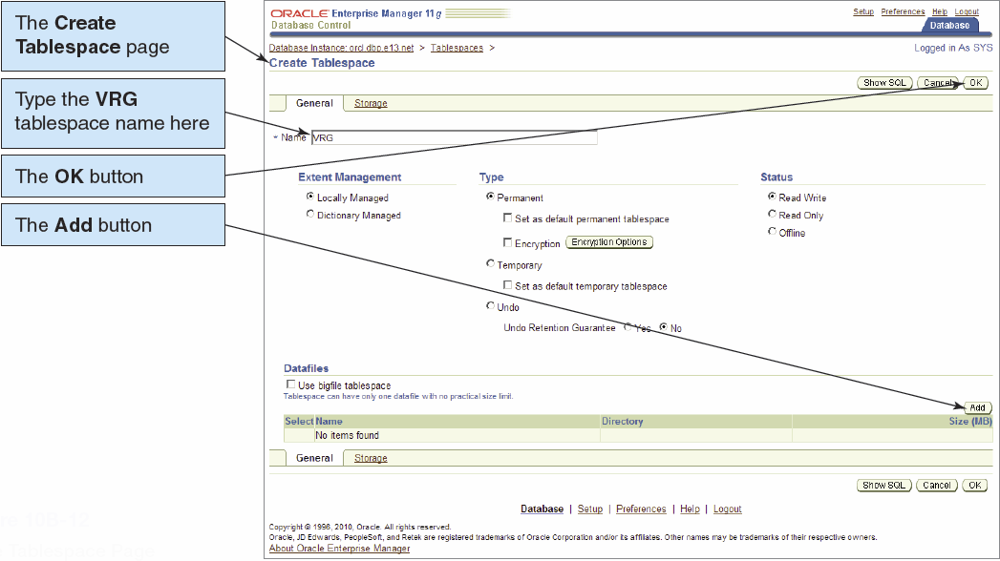 The Create
Tablespace page
Type the VRG
tablespace name here
The OK button
The Add button
ORACLE Enterprise Manager 11g
Database Control
Setup Preferences Help Logout
Database
Database Instance: orcl-dbp.e13.net > Tablespaces >
Logged in As SYS
Create Tablespace
Show SQL Cancel OK
General Storage
* Name VRG
Extent Management
Locally Managed
Dictionary Managed
Type
Permanent
Set as default permanent tablespace
Encryption Encryption Options
Temporary
Set as default temporary tablespace
Undo
Undo Retention Guarantee Yes No
Status
Read Write
Read Only
Offline
Datafiles
Use bigfile tablespace
Tablespace can have only one datafile with no practical size limit.
Add
Select Name Directory Size (MB)
No items found
General Storage
Show SQL Cancel OK
Database | Setup | Preferences | Help | Logout
Copyright © 1996, 2010, Oracle. All rights reserved.
Oracle, JD Edwards, PeopleSoft, and Retek are registered trademarks of Oracle Corporation and/or its affiliates. Other names may be trademarks of their respective owners.
About Oracle Enterprise Manager